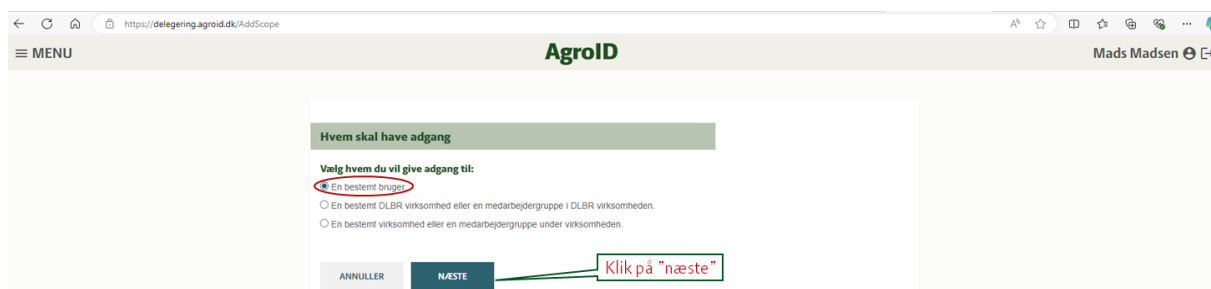 https://delegering.agroid.dk/AddScope
MENU
AgroID
Mads Madsen
Hvem skal have adgang
Vælg hvem du vil give adgang til:
En bestemt bruger.
En bestemt DLBR virksomhed eller en medarbejdergruppe i DLBR virksomheden.
En bestemt virksomhed eller en medarbejdergruppe under virksomheden.
ANNULLER
NÆSTE
Klik på "næste"